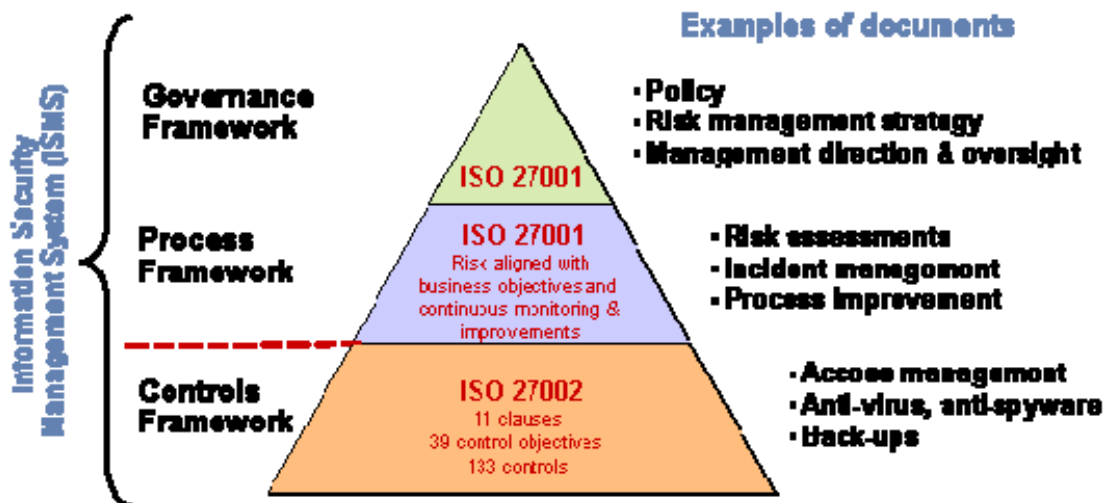 Examples of documents
Information Security
Management System (ISMS)
Governance
Framework
ISO 27001
· Policy
· Risk management strategy
· Management direction & oversight
Process
Framework
ISO 27001
Risk aligned with
business objectives and
continuous monitoring &
improvements
· Risk assessments
· Incident management
· Process improvement
Controls
Framework
ISO 27002
11 clauses
39 control objectives
133 controls
· Access management
· Anti-virus, anti-spyware
· Back-ups